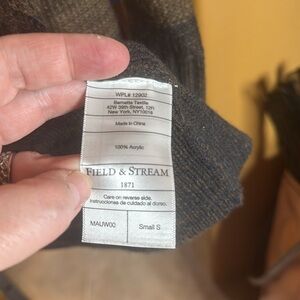 WPL# 12902
Bernette Textile
42W 39th Street, 12fl
New York, NY10018
Made in China
100% Acrylic
FIELD & STREAM
1871
Care on reverse side.
Instrucciones de cuidado al dorso.
MAUW00
Small S